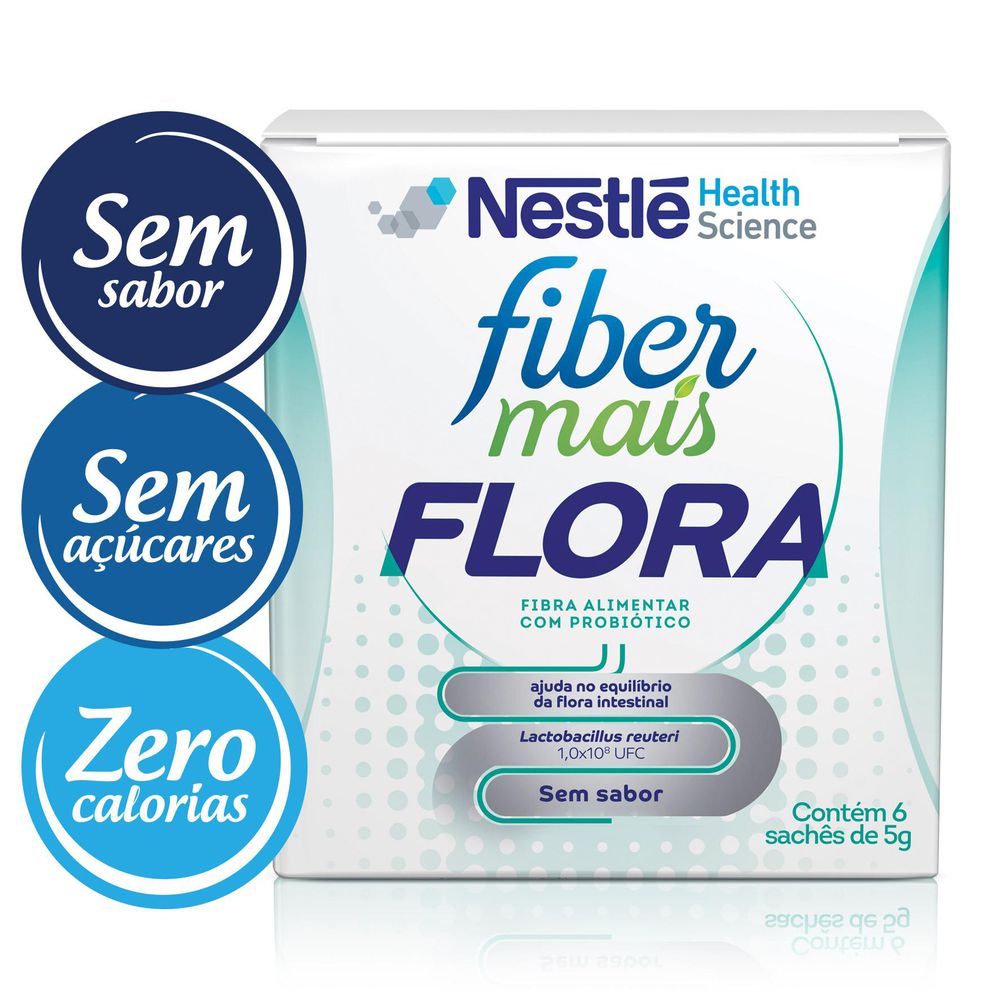 Sem
sabor
Sem
açúcares
Zero
calorias
Nestlé Health
Science
fiber
mais
FLORA
FIBRA ALIMENTAR
COM PROBIÓTICO
ajuda no equilíbrio
da flora intestinal
Lactobacillus reuteri
1,0x10⁸ UFC
Sem sabor
Contém 6
sachês de 5g